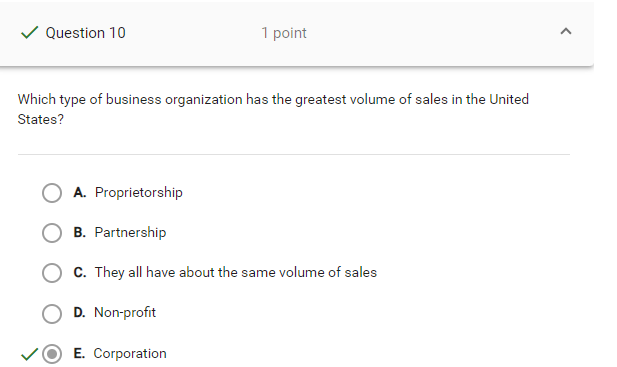 Question 10
1 point
Which type of business organization has the greatest volume of sales in the United
States?
A. Proprietorship
B. Partnership
C. They all have about the same volume of sales
D. Non-profit
E. Corporation